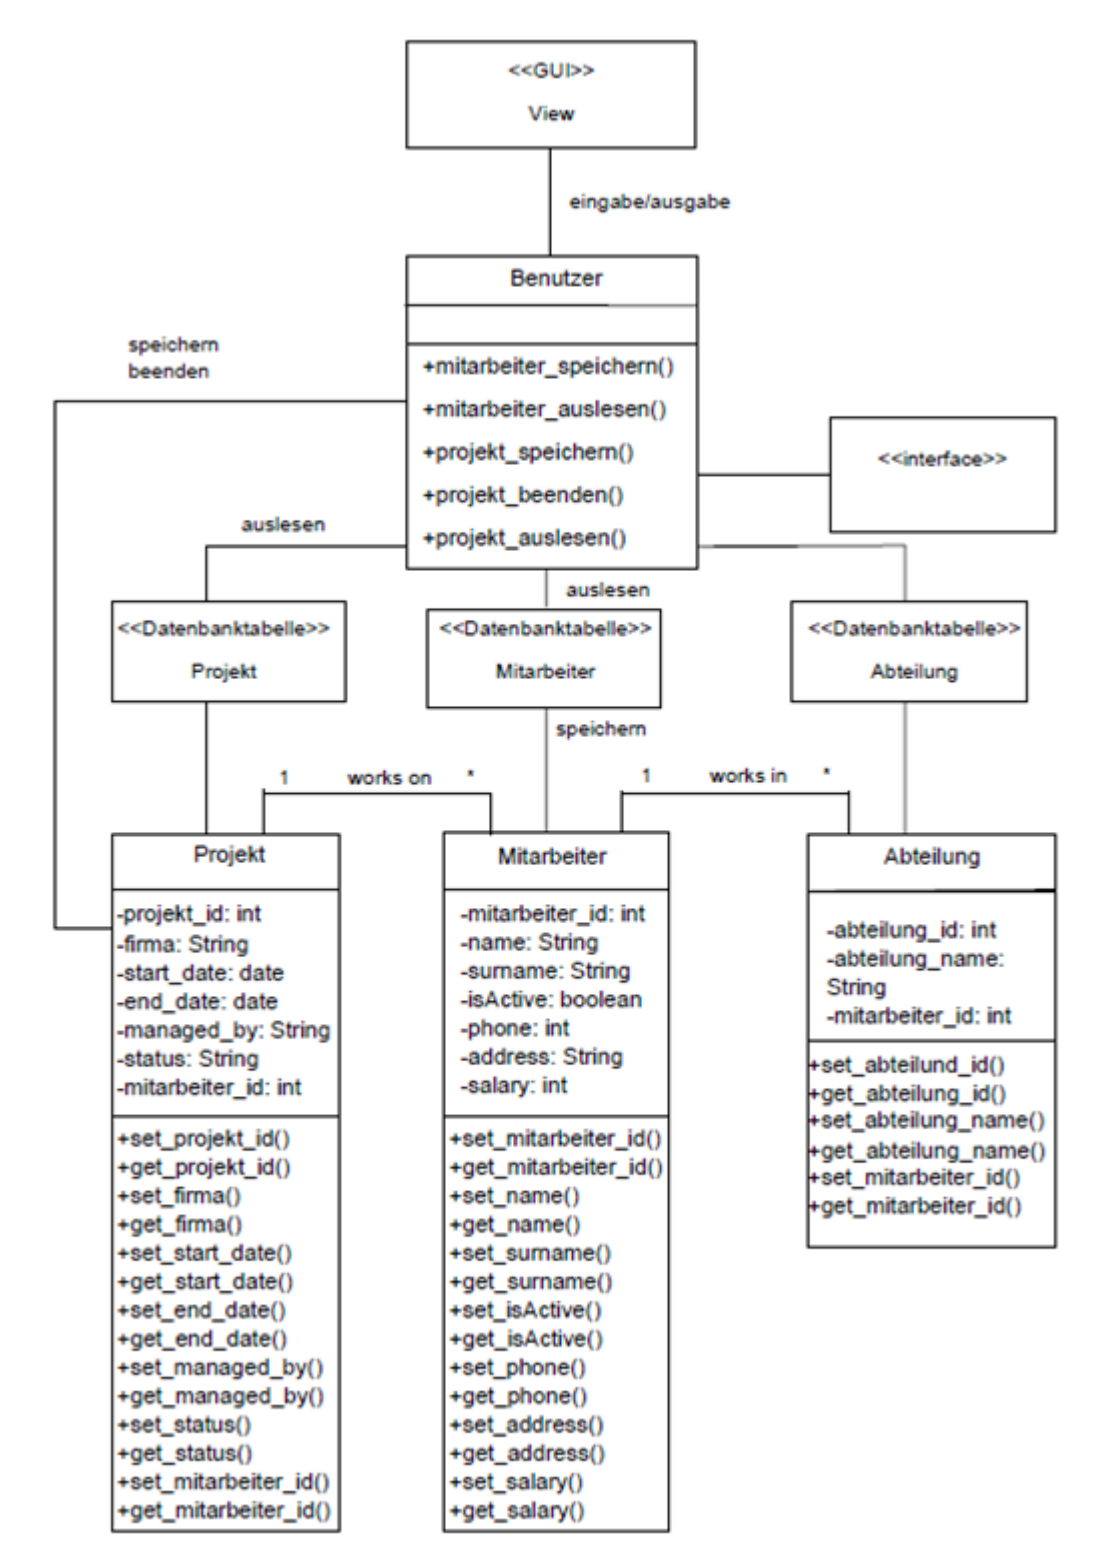 <<GUI>>
View
eingabe/ausgabe
Benutzer
+mitarbeiter_speichern()
+mitarbeiter_auslesen()
+projekt_speichern()
+projekt_beenden()
+projekt_auslesen()
speichern
beenden
<<interface>>
auslesen
auslesen
<<Datenbanktabelle>>
Projekt
<<Datenbanktabelle>>
Mitarbeiter
<<Datenbanktabelle>>
Abteilung
speichern
1 works on *
1 works in *
Projekt
-projekt_id: int
-firma: String
-start_date: date
-end_date: date
-managed_by: String
-status: String
-mitarbeiter_id: int
+set_projekt_id()
+get_projekt_id()
+set_firma()
+get_firma()
+set_start_date()
+get_start_date()
+set_end_date()
+get_end_date()
+set_managed_by()
+get_managed_by()
+set_status()
+get_status()
+set_mitarbeiter_id()
+get_mitarbeiter_id()
Mitarbeiter
-mitarbeiter_id: int
-name: String
-surname: String
-isActive: boolean
-phone: int
-address: String
-salary: int
+set_mitarbeiter_id()
+get_mitarbeiter_id()
+set_name()
+get_name()
+set_surname()
+get_surname()
+set_isActive()
+get_isActive()
+set_phone()
+get_phone()
+set_address()
+get_address()
+set_salary()
+get_salary()
Abteilung
-abteilung_id: int
-abteilung_name:
String
-mitarbeiter_id: int
+set_abteilund_id()
+get_abteilung_id()
+set_abteilung_name()
+get_abteilung_name()
+set_mitarbeiter_id()
+get_mitarbeiter_id()